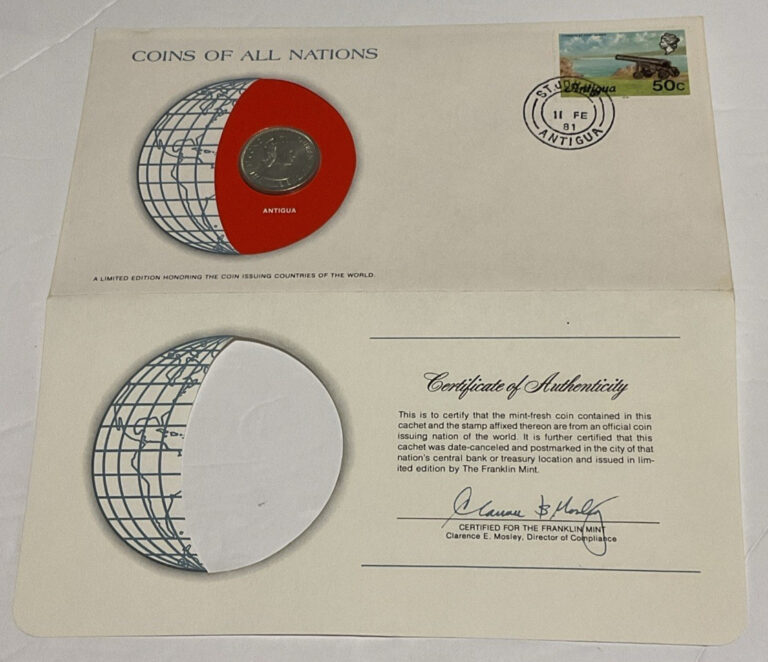 COINS OF ALL NATIONS
Antigua
50c
ST. JOHN'S
11 FE
81
ANTIGUA
ANTIGUA
A LIMITED EDITION HONORING THE COIN ISSUING COUNTRIES OF THE WORLD.
Certificate of Authenticity
This is to certify that the mint-fresh coin contained in this
cachet and the stamp affixed thereon are from an official coin
issuing nation of the world. It is further certified that this
cachet was date-canceled and postmarked in the city of that
nation's central bank or treasury location and issued in lim-
ited edition by The Franklin Mint.
CERTIFIED FOR THE FRANKLIN MINT
Clarence E. Mosley, Director of Compliance